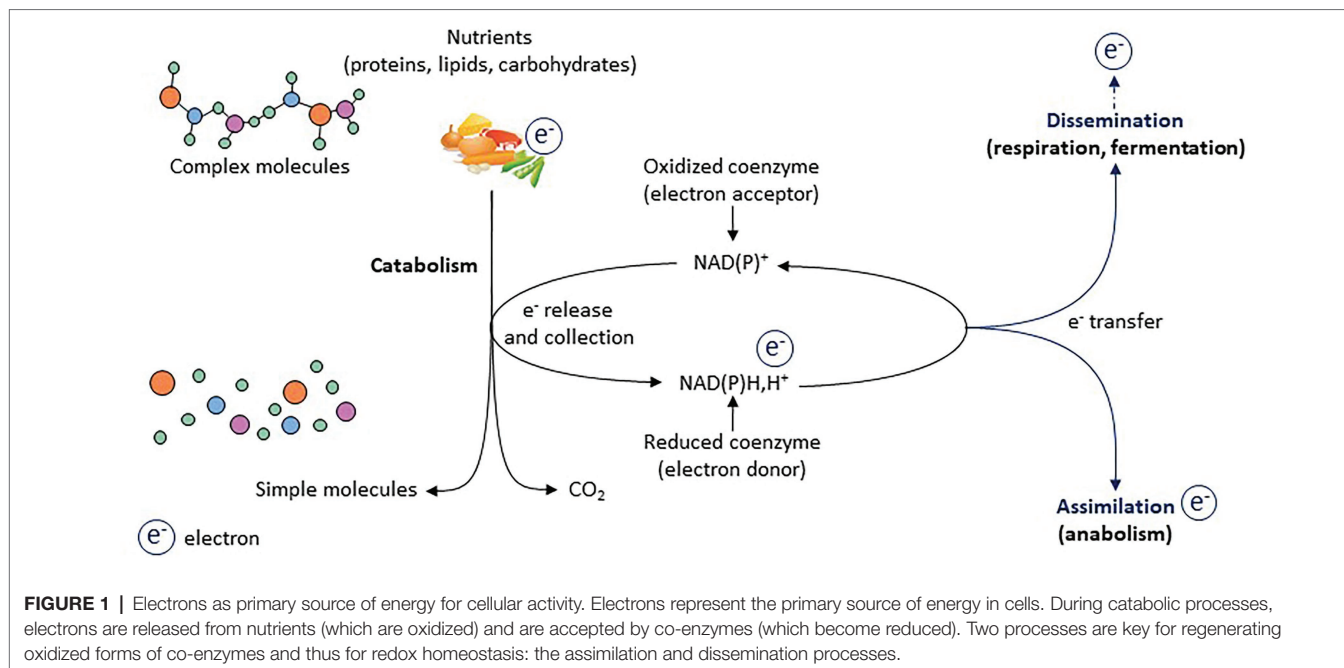 Nutrients
(proteins, lipids, carbohydrates)
e-
Complex molecules
e-
Dissemination
(respiration, fermentation)
Oxidized coenzyme
(electron acceptor)
Catabolism
NAD(P)⁺
e⁻ release
and collection
e⁻ transfer
e-
NAD(P)H,H⁺
Reduced coenzyme
(electron donor)
Simple molecules
CO₂
Assimilation
(anabolism)
e-
e-
electron
FIGURE 1 | Electrons as primary source of energy for cellular activity. Electrons represent the primary source of energy in cells. During catabolic processes,
electrons are released from nutrients (which are oxidized) and are accepted by co-enzymes (which become reduced). Two processes are key for regenerating
oxidized forms of co-enzymes and thus for redox homeostasis: the assimilation and dissemination processes.